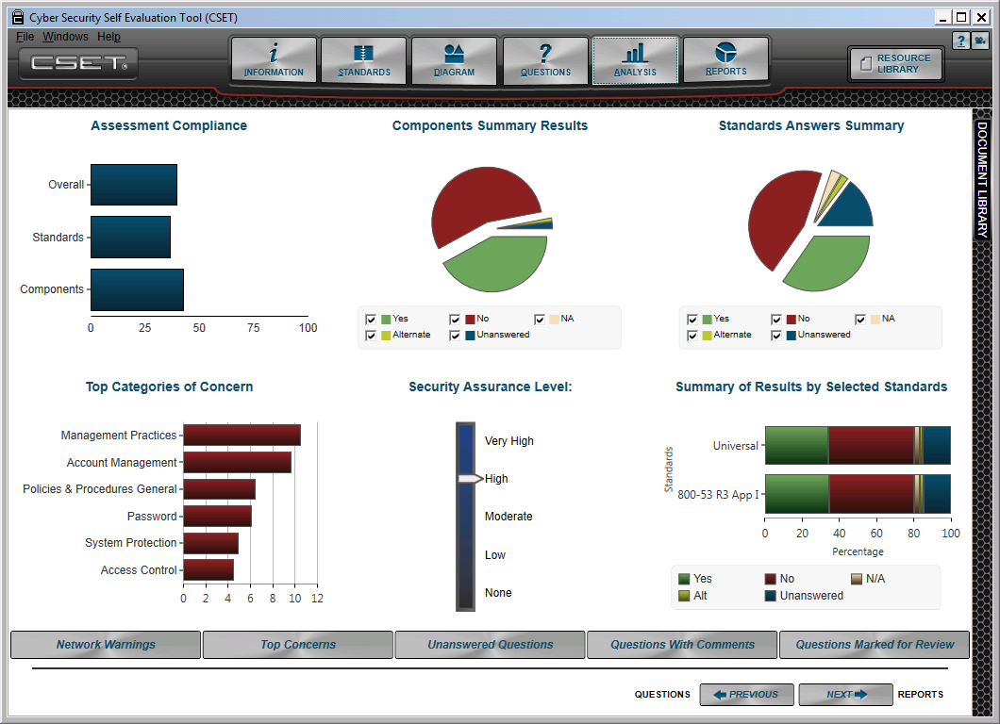 Cyber Security Self Evaluation Tool (CSET)
File Windows Help
CSET
INFORMATION
STANDARDS
DIAGRAM
QUESTIONS
ANALYSIS
REPORTS
RESOURCE
LIBRARY
DOCUMENT LIBRARY
Assessment Compliance
Overall
Standards
Components
0 25 50 75 100
Components Summary Results
Yes No NA
Alternate Unanswered
Standards Answers Summary
Yes No NA
Alternate Unanswered
Top Categories of Concern
Management Practices
Account Management
Policies & Procedures General
Password
System Protection
Access Control
0 2 4 6 8 10 12
Security Assurance Level:
Very High
High
Moderate
Low
None
Summary of Results by Selected Standards
Standards
Universal
800-53 R3 App I
0 20 40 60 80 100
Percentage
Yes No N/A
Alt Unanswered
Network Warnings
Top Concerns
Unanswered Questions
Questions With Comments
Questions Marked for Review
QUESTIONS PREVIOUS NEXT REPORTS